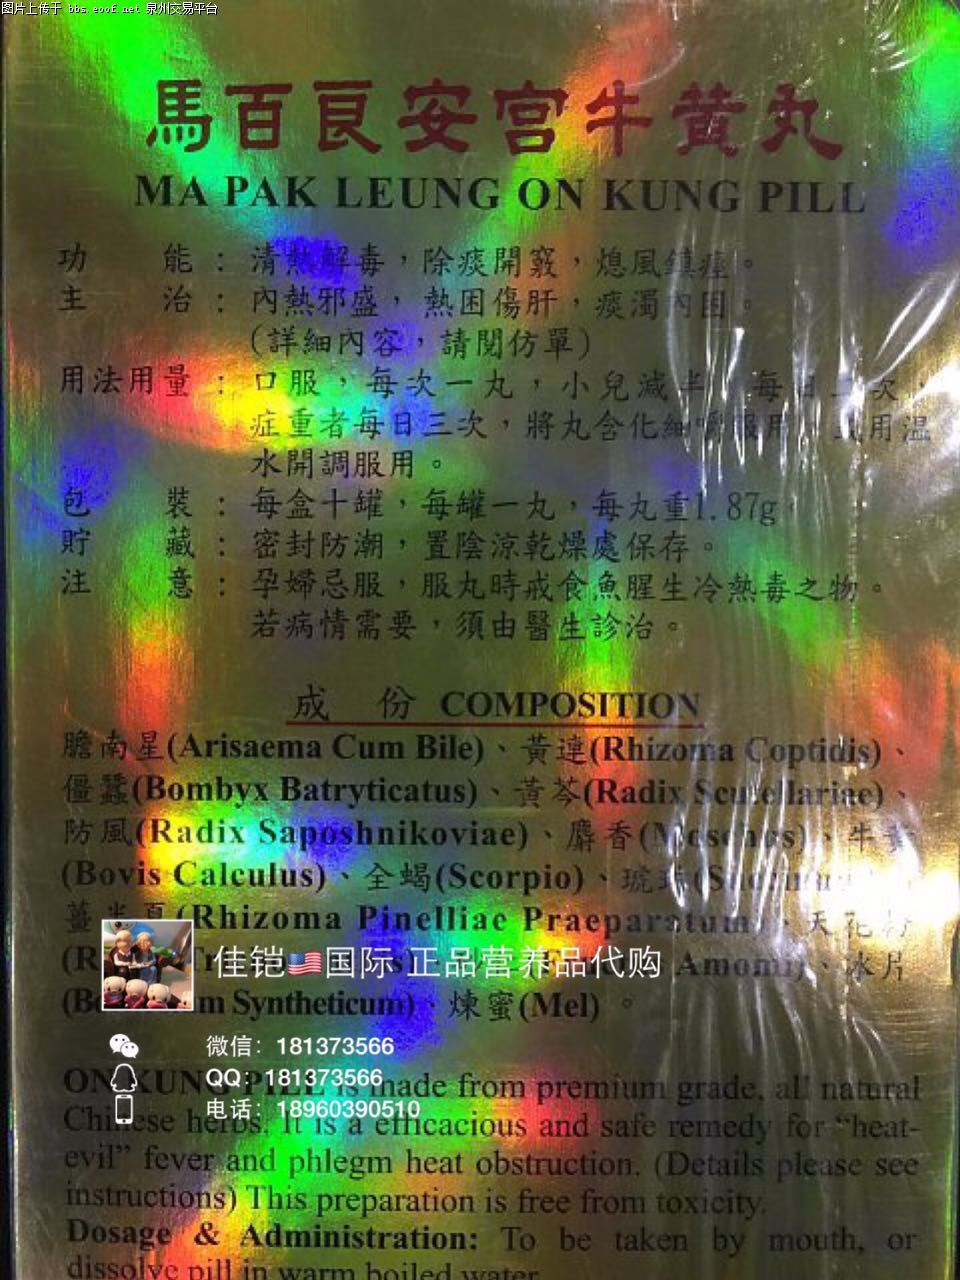 图片上传于 bbs.eoof.net 泉州交易平台
馬百良安宮牛黃丸
MA PAK LEUNG ON KUNG PILL
功 能：清熱解毒，除痰開竅，熄風鎮痙。
主 治：內熱邪盛，熱困傷肝，痰濁內困。
(詳細內容，請閱仿單)
用法用量：口服，每次一丸，小兒減半，每日二次，
症重者每日三次，將丸含化細嚼服用，或用温
水開調服用。
包 裝：每盒十罐，每罐一丸，每丸重1.87g。
貯 藏：密封防潮，置陰涼乾燥處保存。
注 意：孕婦忌服，服丸時戒食魚腥生冷熱毒之物。
若病情需要，須由醫生診治。
成 份 COMPOSITION
膽南星(Arisaema Cum Bile)、黃連(Rhizoma Coptidis)、
僵蠶(Bombyx Batryticatus)、黃芩(Radix Scutellariae)、
防風(Radix Saposhnikoviae)、麝香(Moschus)、牛黃
(Bovis Calculus)、全蝎(Scorpio)、琥珀
薑半夏(Rhizoma Pinelliae Praeparatum)、天花粉
佳铠🇺🇸国际 正品营养品代购
Amomi)、冰片
Syntheticum)、煉蜜(Mel)。
微信：181373566
QQ：181373566
电话：18960390510
ON KUNG PILL is made from premium grade, all natural
Chinese herbs. It is a efficacious and safe remedy for “heat-
evil” fever and phlegm heat obstruction. (Details please see
instructions) This preparation is free from toxicity.
Dosage & Administration: To be taken by mouth, or
dissolve pill in warm boiled water